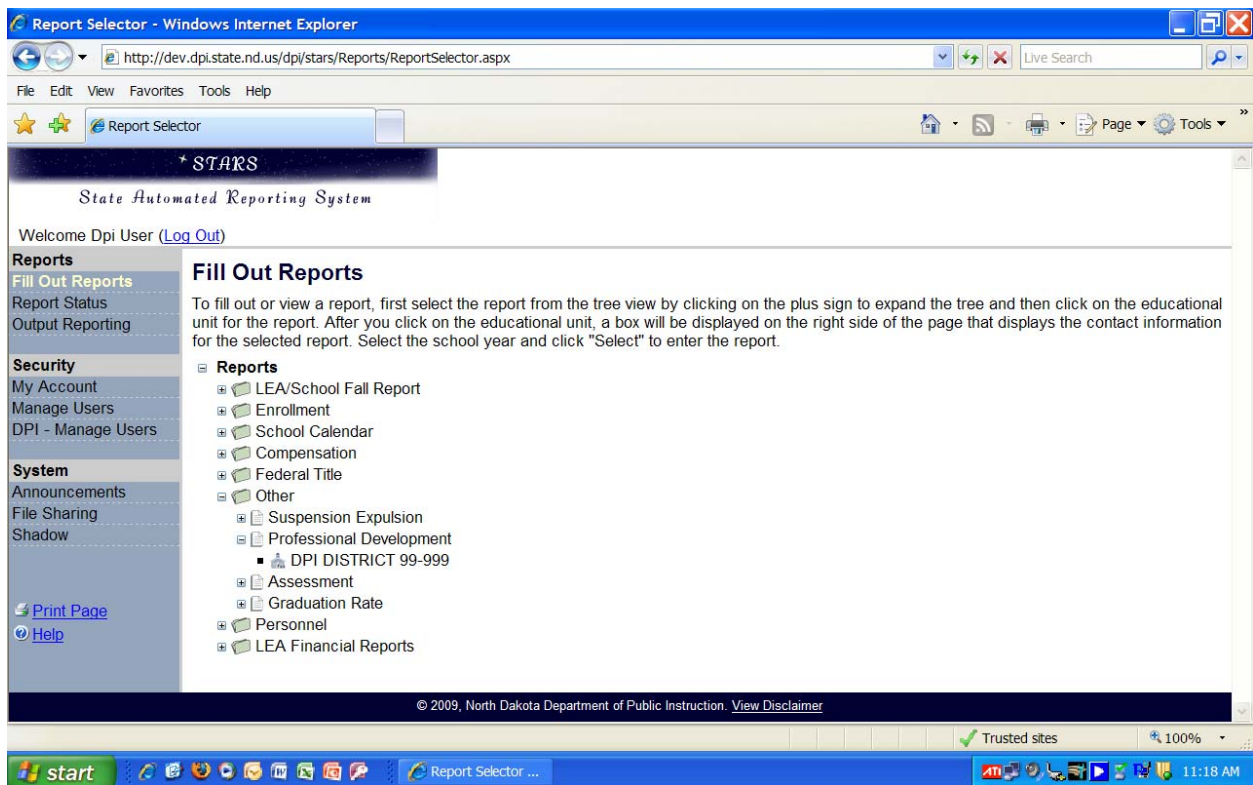 Report Selector - Windows Internet Explorer
http://dev.dpi.state.nd.us/dpi/stars/Reports/ReportSelector.aspx
Live Search
File Edit View Favorites Tools Help
Report Selector
Page Tools »
STARS
State Automated Reporting System
Welcome Dpi User (Log Out)
Reports
Fill Out Reports
Report Status
Output Reporting
Security
My Account
Manage Users
DPI - Manage Users
System
Announcements
File Sharing
Shadow
Print Page
Help
Fill Out Reports
To fill out or view a report, first select the report from the tree view by clicking on the plus sign to expand the tree and then click on the educational
unit for the report. After you click on the educational unit, a box will be displayed on the right side of the page that displays the contact information
for the selected report. Select the school year and click "Select" to enter the report.
Reports
LEA/School Fall Report
Enrollment
School Calendar
Compensation
Federal Title
Other
Suspension Expulsion
Professional Development
DPI DISTRICT 99-999
Assessment
Graduation Rate
Personnel
LEA Financial Reports
© 2009, North Dakota Department of Public Instruction. View Disclaimer
Trusted sites
100%
start
Report Selector ...
ATI
11:18 AM